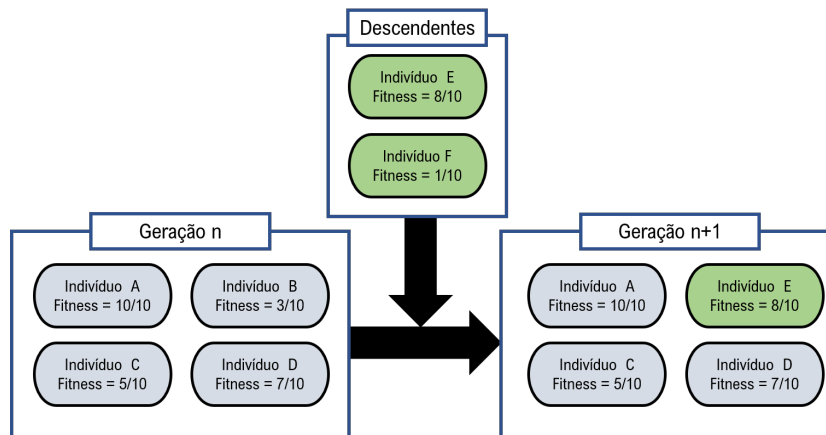 Descendentes
Indivíduo E
Fitness = 8/10
Indivíduo F
Fitness = 1/10
Geração n
Indivíduo A
Fitness = 10/10
Indivíduo B
Fitness = 3/10
Indivíduo C
Fitness = 5/10
Indivíduo D
Fitness = 7/10
Geração n+1
Indivíduo A
Fitness = 10/10
Indivíduo E
Fitness = 8/10
Indivíduo C
Fitness = 5/10
Indivíduo D
Fitness = 7/10